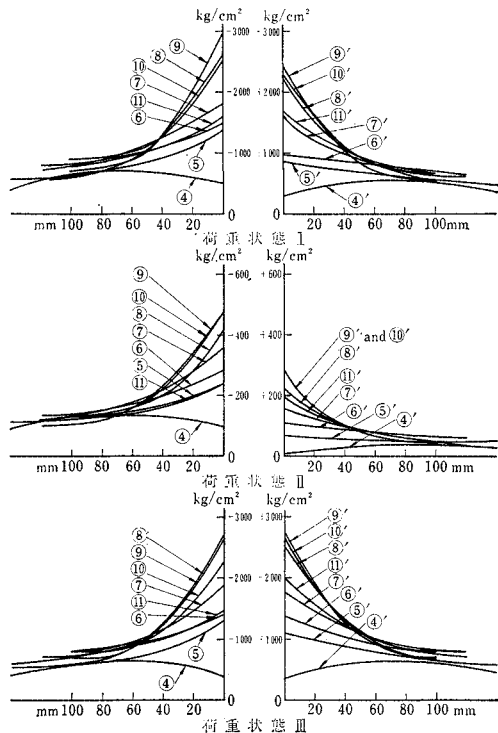 kg/cm² kg/cm²
⑨ -3000 +3000 ⑨′
⑧ ⑩′
⑩ ⑧′
⑦ -2000 +2000 ⑪′
⑪ ⑦′
⑥ ⑥′
-1000 +1000
⑤ ⑤′
④ ④′
0 0
mm 100 80 60 40 20 20 40 60 80 100mm
荷重状態 Ⅰ
kg/cm² kg/cm²
⑨ -600 +600
⑩
⑧ -400 +400 ⑨′ and ⑩′
⑦ ⑧′
⑥ ⑪′
⑤ -200 +200 ⑦′
⑪ ⑥′ ⑤′ ④′
④
0 0
mm 100 80 60 40 20 20 40 60 80 100 mm
荷重状態 Ⅱ
kg/cm² kg/cm²
⑧ -3000 +3000 ⑨′
⑨ ⑩′
⑩ ⑧′
⑦ -2000 +2000 ⑪′
⑪ ⑦′
⑥ ⑥′
-1000 +1000 ⑤′
⑤ ④′
④
0 0
mm 100 80 60 40 20 20 40 60 80 100 mm
荷重状態 Ⅲ